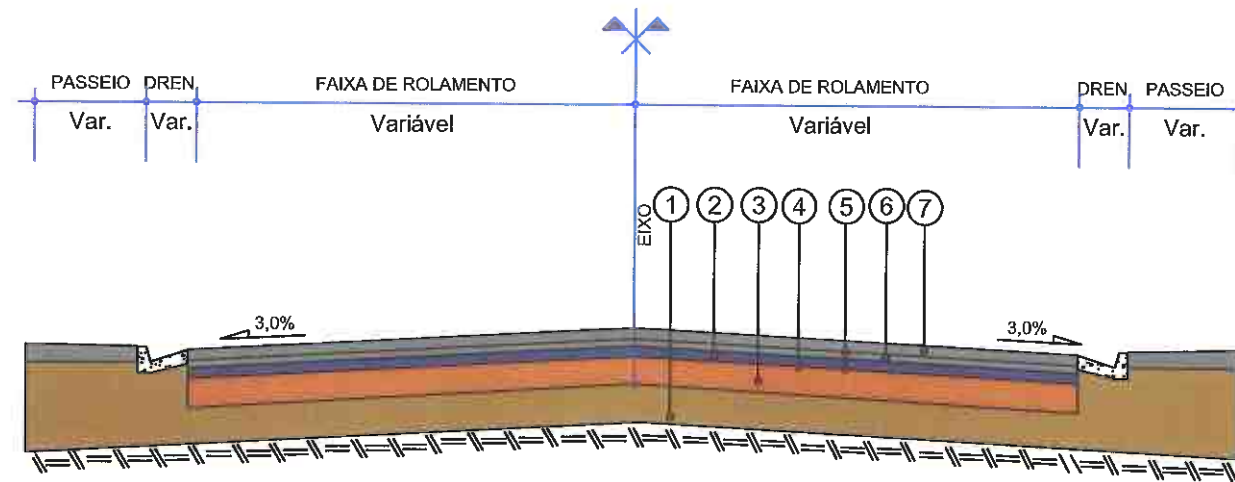 PASSEIO DREN. FAIXA DE ROLAMENTO FAIXA DE ROLAMENTO DREN. PASSEIO
Var. Var. Variável Variável Var. Var.
EIXO
1 2 3 4 5 6 7
3,0% 3,0%